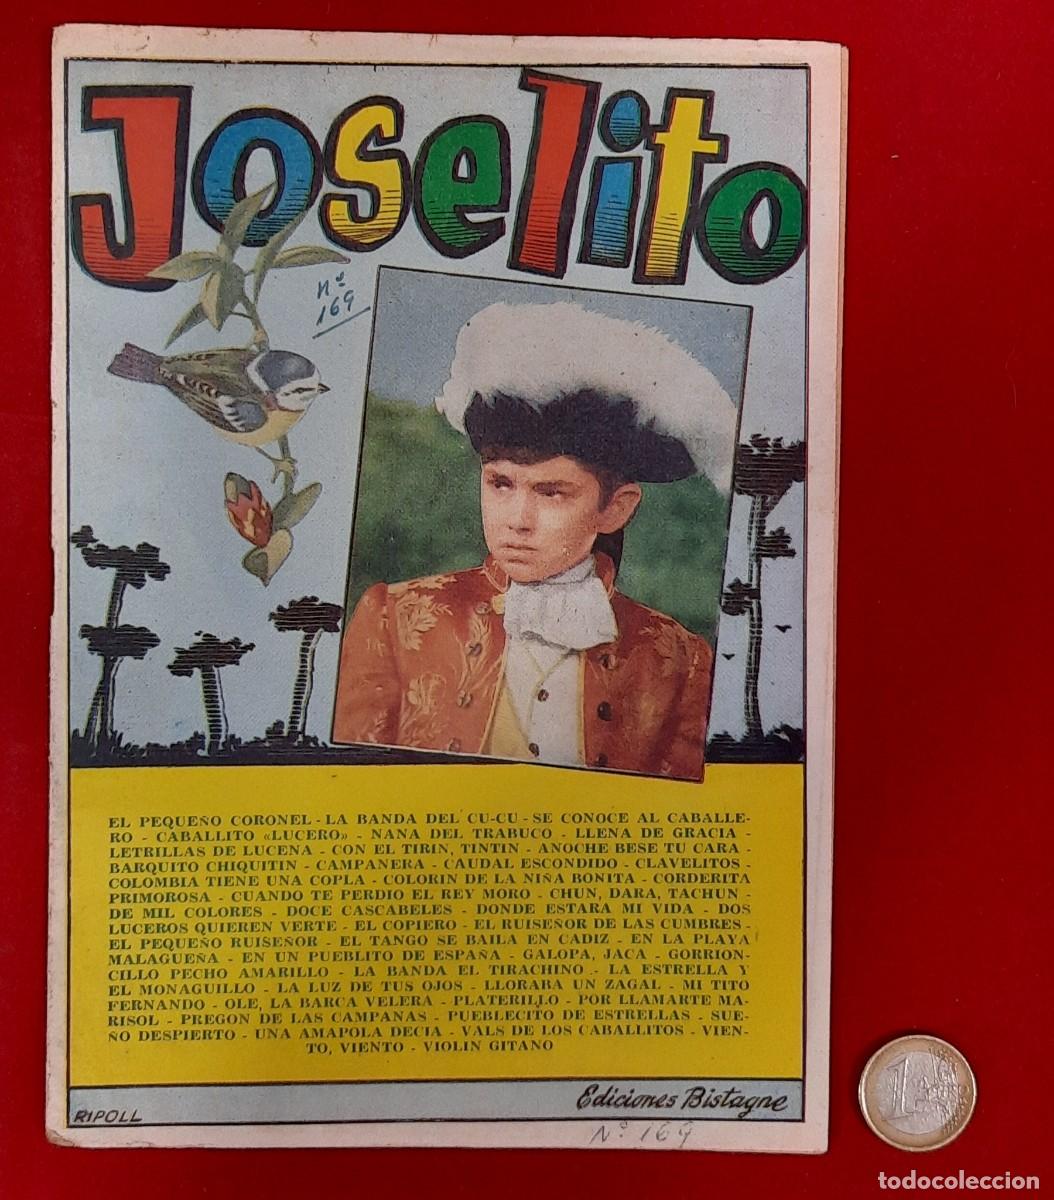 Joselito
nº
169
EL PEQUEÑO CORONEL - LA BANDA DEL CU-CU - SE CONOCE AL CABALLE-
RO - CABALLITO «LUCERO» - NANA DEL TRABUCO - LLENA DE GRACIA -
LETRILLAS DE LUCENA - CON EL TIRIN, TINTIN - ANOCHE BESE TU CARA -
BARQUITO CHIQUITIN - CAMPANERA - CAUDAL ESCONDIDO - CLAVELITOS -
COLOMBIA TIENE UNA COPLA - COLORIN DE LA NIÑA BONITA - CORDERITA
PRIMOROSA - CUANDO TE PERDIO EL REY MORO - CHUN, DARA, TACHUN -
DE MIL COLORES - DOCE CASCABELES - DONDE ESTARA MI VIDA - DOS
LUCEROS QUIEREN VERTE - EL COPIERO - EL RUISEÑOR DE LAS CUMBRES -
EL PEQUEÑO RUISEÑOR - EL TANGO SE BAILA EN CADIZ - EN LA PLAYA
MALAGUEÑA - EN UN PUEBLITO DE ESPAÑA - GALOPA, JACA - GORRION-
CILLO PECHO AMARILLO - LA BANDA EL TIRACHINO - LA ESTRELLA Y
EL MONAGUILLO - LA LUZ DE TUS OJOS - LLORABA UN ZAGAL - MI TITO
FERNANDO - OLE, LA BARCA VELERA - PLATERILLO - POR LLAMARTE MA-
RISOL - PREGON DE LAS CAMPANAS - PUEBLECITO DE ESTRELLAS - SUE-
ÑO DESPIERTO - UNA AMAPOLA DECIA - VALS DE LOS CABALLITOS - VIEN-
TO, VIENTO - VIOLIN GITANO
RIPOLL
Ediciones Bistagne
Nº 169
1
todocoleccion